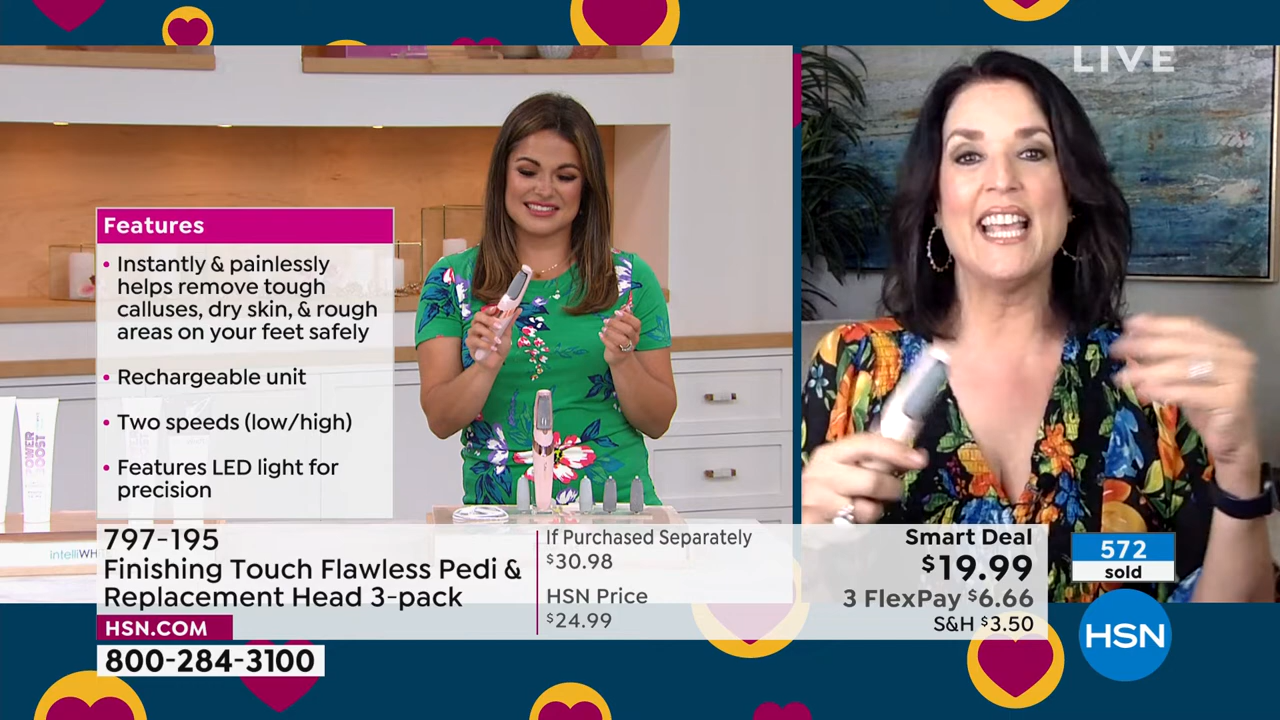 LIVE
Features
• Instantly & painlessly
helps remove tough
calluses, dry skin, & rough
areas on your feet safely
• Rechargeable unit
• Two speeds (low/high)
• Features LED light for
precision
POWER
BOOST
intelliWH
797-195
Finishing Touch Flawless Pedi &
Replacement Head 3-pack
HSN.COM
800-284-3100
If Purchased Separately
$30.98
HSN Price
$24.99
Smart Deal
$19.99
3 FlexPay $6.66
S&H $3.50
572
sold
HSN